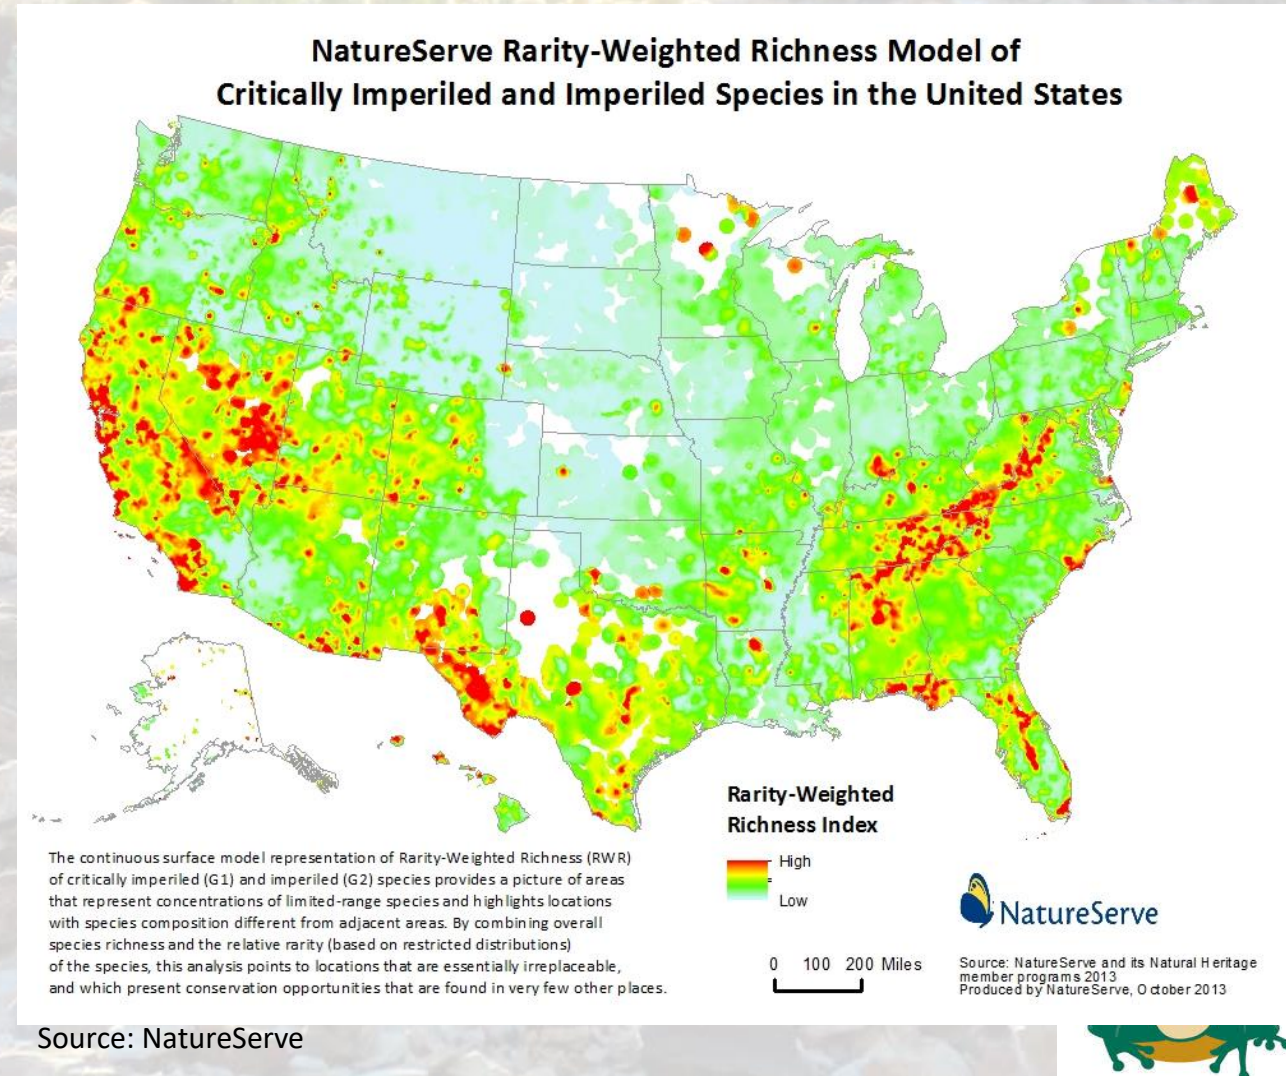 NatureServe Rarity-Weighted Richness Model of
Critically Imperiled and Imperiled Species in the United States
Rarity-Weighted
Richness Index
High
Low
The continuous surface model representation of Rarity-Weighted Richness (RWR)
of critically imperiled (G1) and imperiled (G2) species provides a picture of areas
that represent concentrations of limited-range species and highlights locations
with species composition different from adjacent areas. By combining overall
species richness and the relative rarity (based on restricted distributions)
of the species, this analysis points to locations that are essentially irreplaceable,
and which present conservation opportunities that are found in very few other places.
0 100 200 Miles
NatureServe
Source: NatureServe and its Natural Heritage
member programs 2013
Produced by NatureServe, October 2013
Source: NatureServe